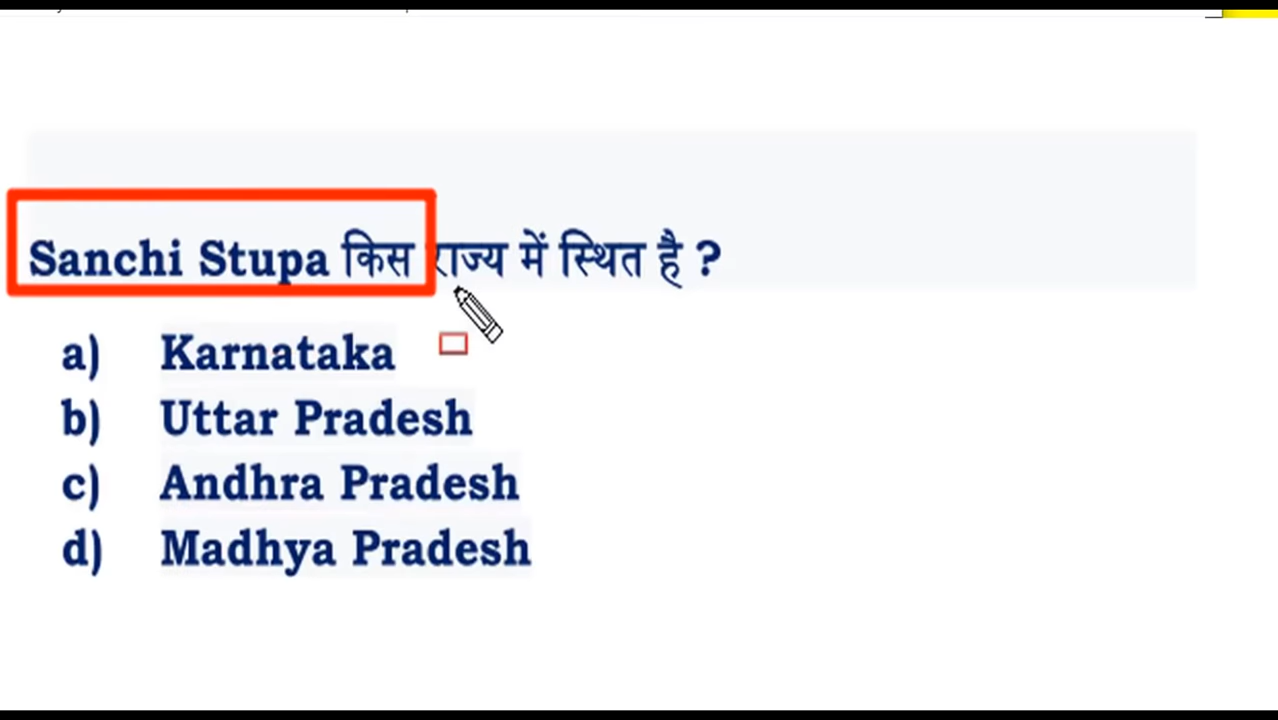 Sanchi Stupa किस राज्य में स्थित है ?
a) Karnataka
b) Uttar Pradesh
c) Andhra Pradesh
d) Madhya Pradesh